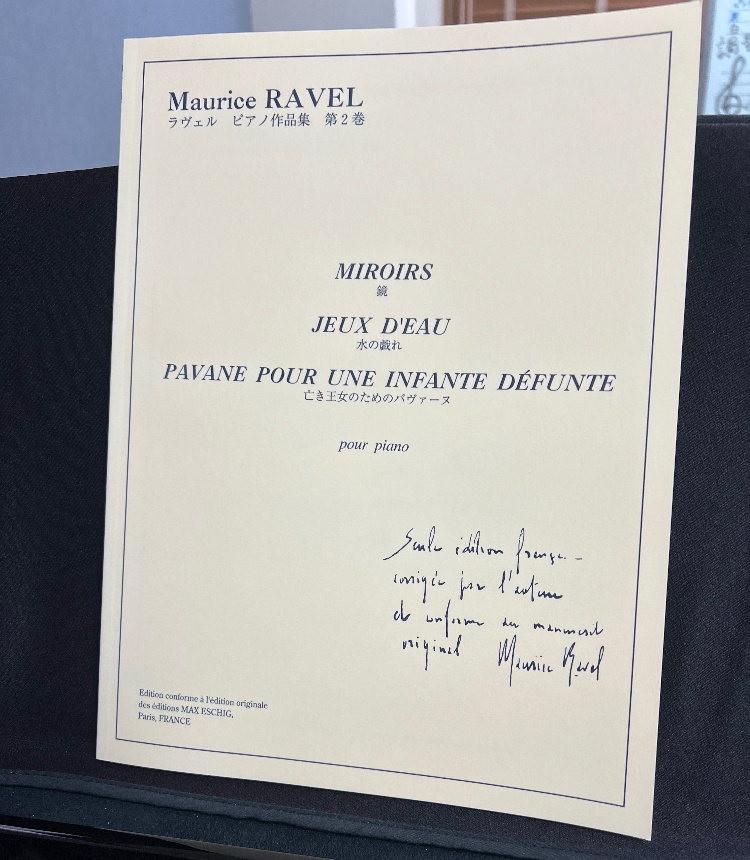 Maurice RAVEL
ラヴェル ピアノ作品集 第2巻
MIROIRS
鏡
JEUX D'EAU
水の戯れ
PAVANE POUR UNE INFANTE DÉFUNTE
亡き王女のためのパヴァーヌ
pour piano
Seule édition française
corrigée par l'auteur
et conforme au manuscrit
original Maurice Ravel
Edition conforme à l'édition originale
des éditions MAX ESCHIG,
Paris, FRANCE